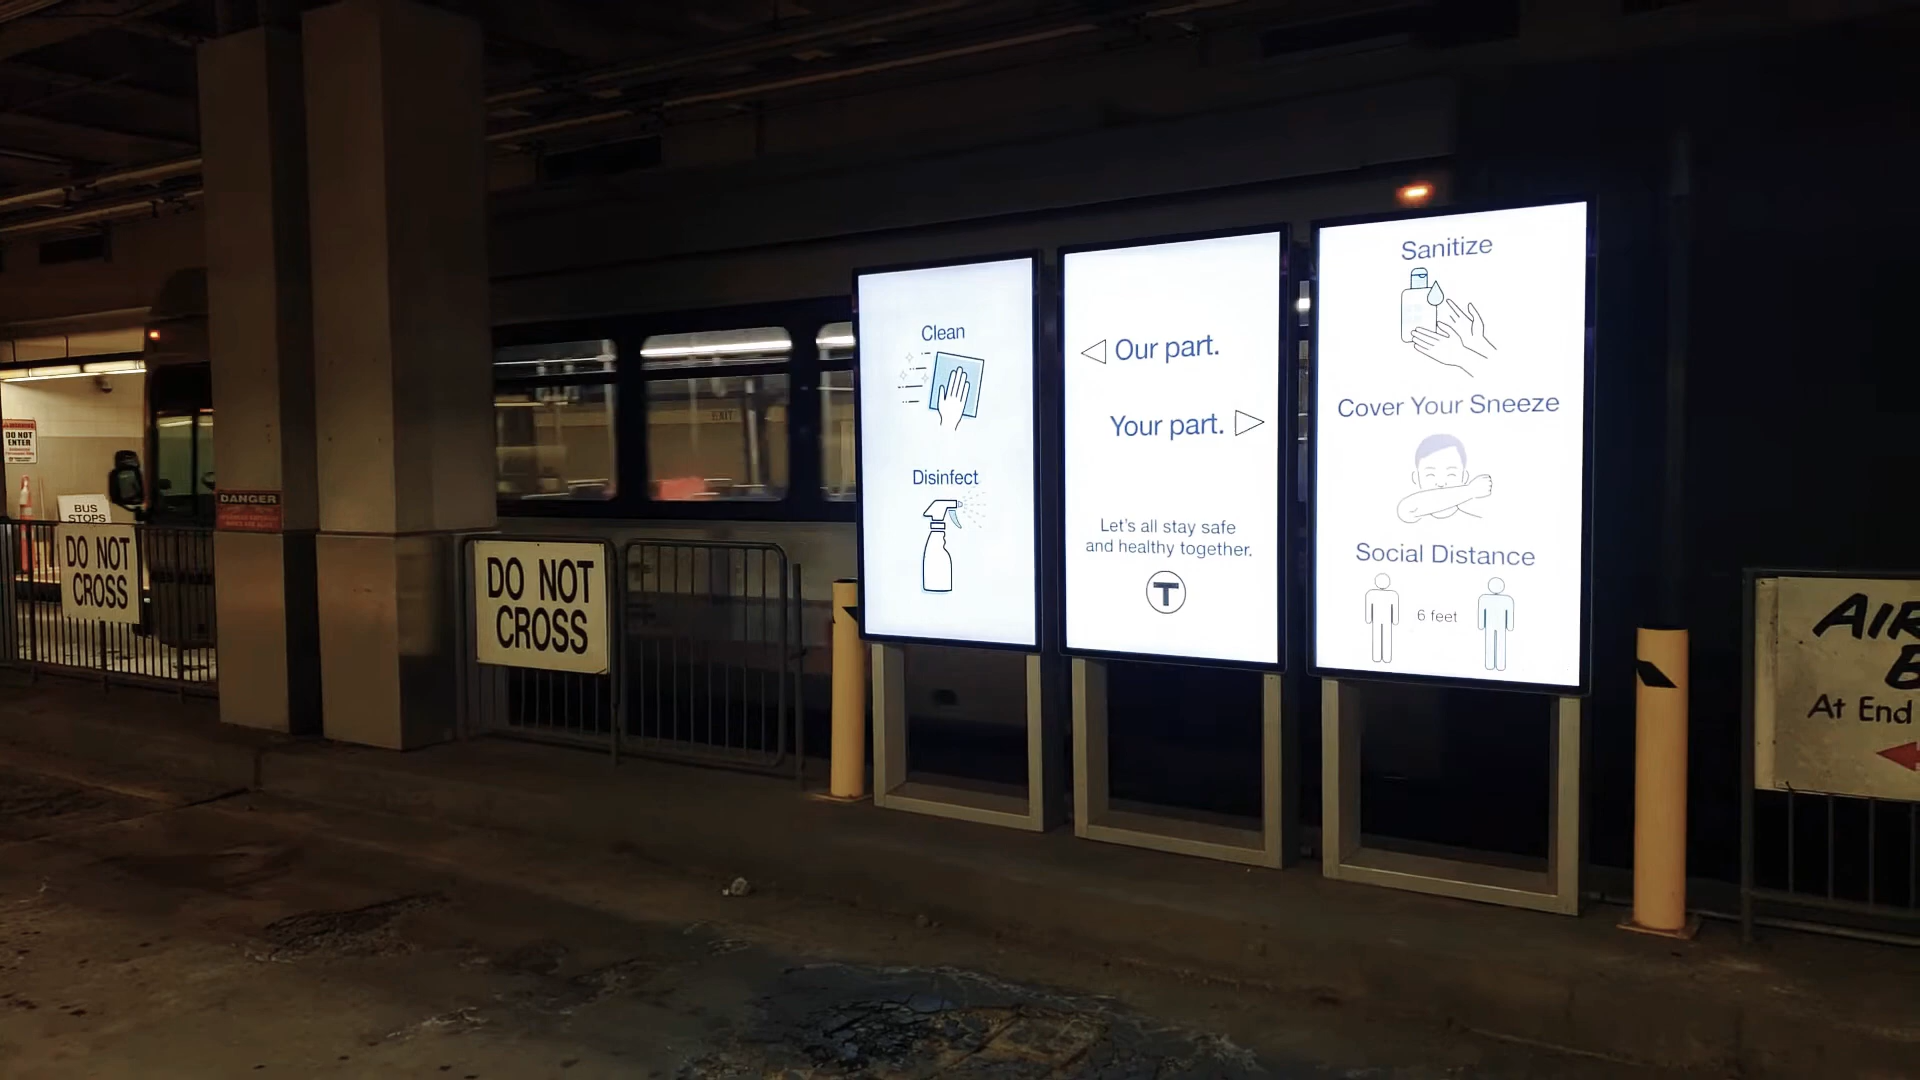 DO NOT
ENTER
BUS
STOPS
DO NOT
CROSS
DANGER
DO NOT
CROSS
EXIT
Clean
Disinfect
Our part.
Your part.
Let's all stay safe
and healthy together.
T
Sanitize
Cover Your Sneeze
Social Distance
6 feet
AIR
B
At End